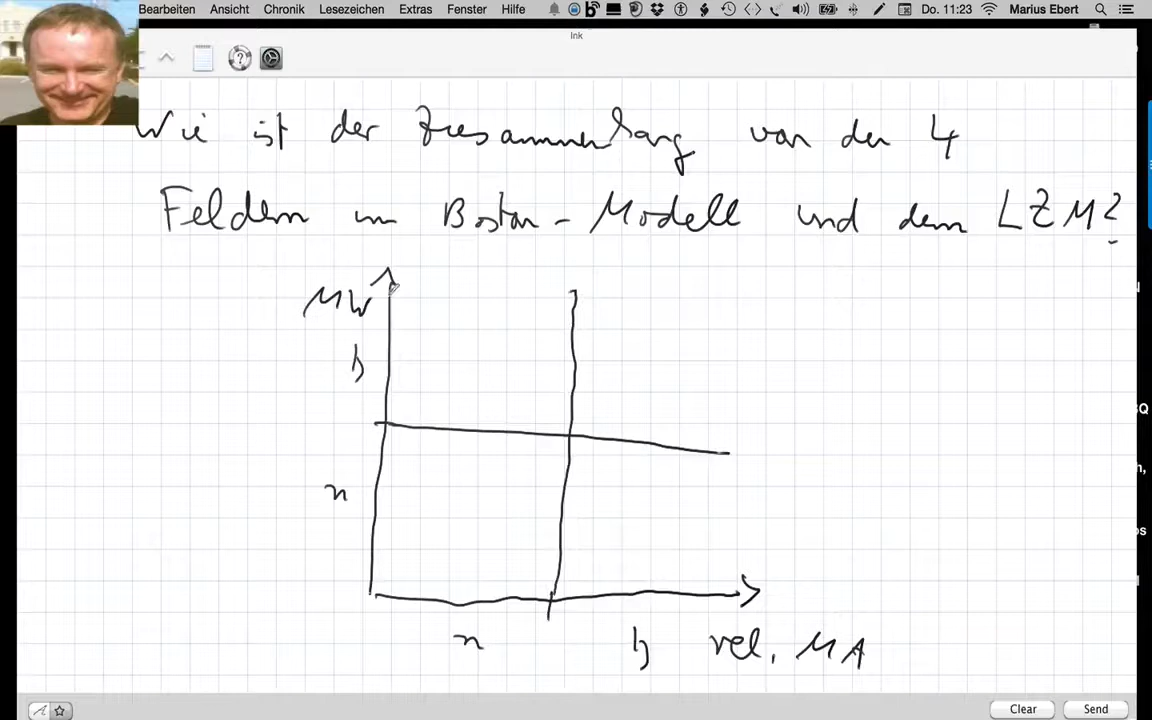 Bearbeiten Ansicht Chronik Lesezeichen Extras Fenster Hilfe Do. 11:23 Marius Ebert
Ink
Wie ist der Zusammenhang von den 4
Feldern im Boston-Modell und dem LZM?
MW
h
n
n h rel. MA
Clear Send